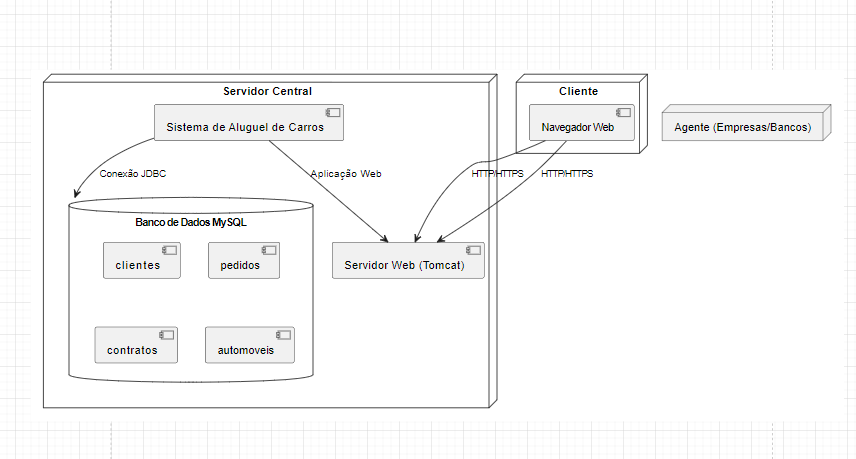 Servidor Central
Cliente
Sistema de Aluguel de Carros
Navegador Web
Agente (Empresas/Bancos)
Conexão JDBC
Aplicação Web
HTTP/HTTPS
HTTP/HTTPS
Banco de Dados MySQL
clientes
pedidos
Servidor Web (Tomcat)
contratos
automoveis